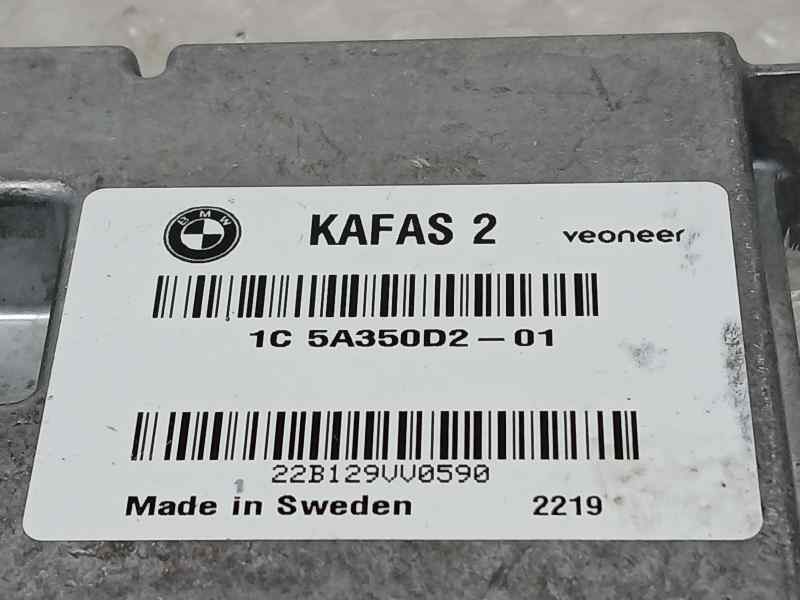 BMW KAFAS 2 veoneer
1C 5A350D2-01
22B129VV0590
Made in Sweden 2219